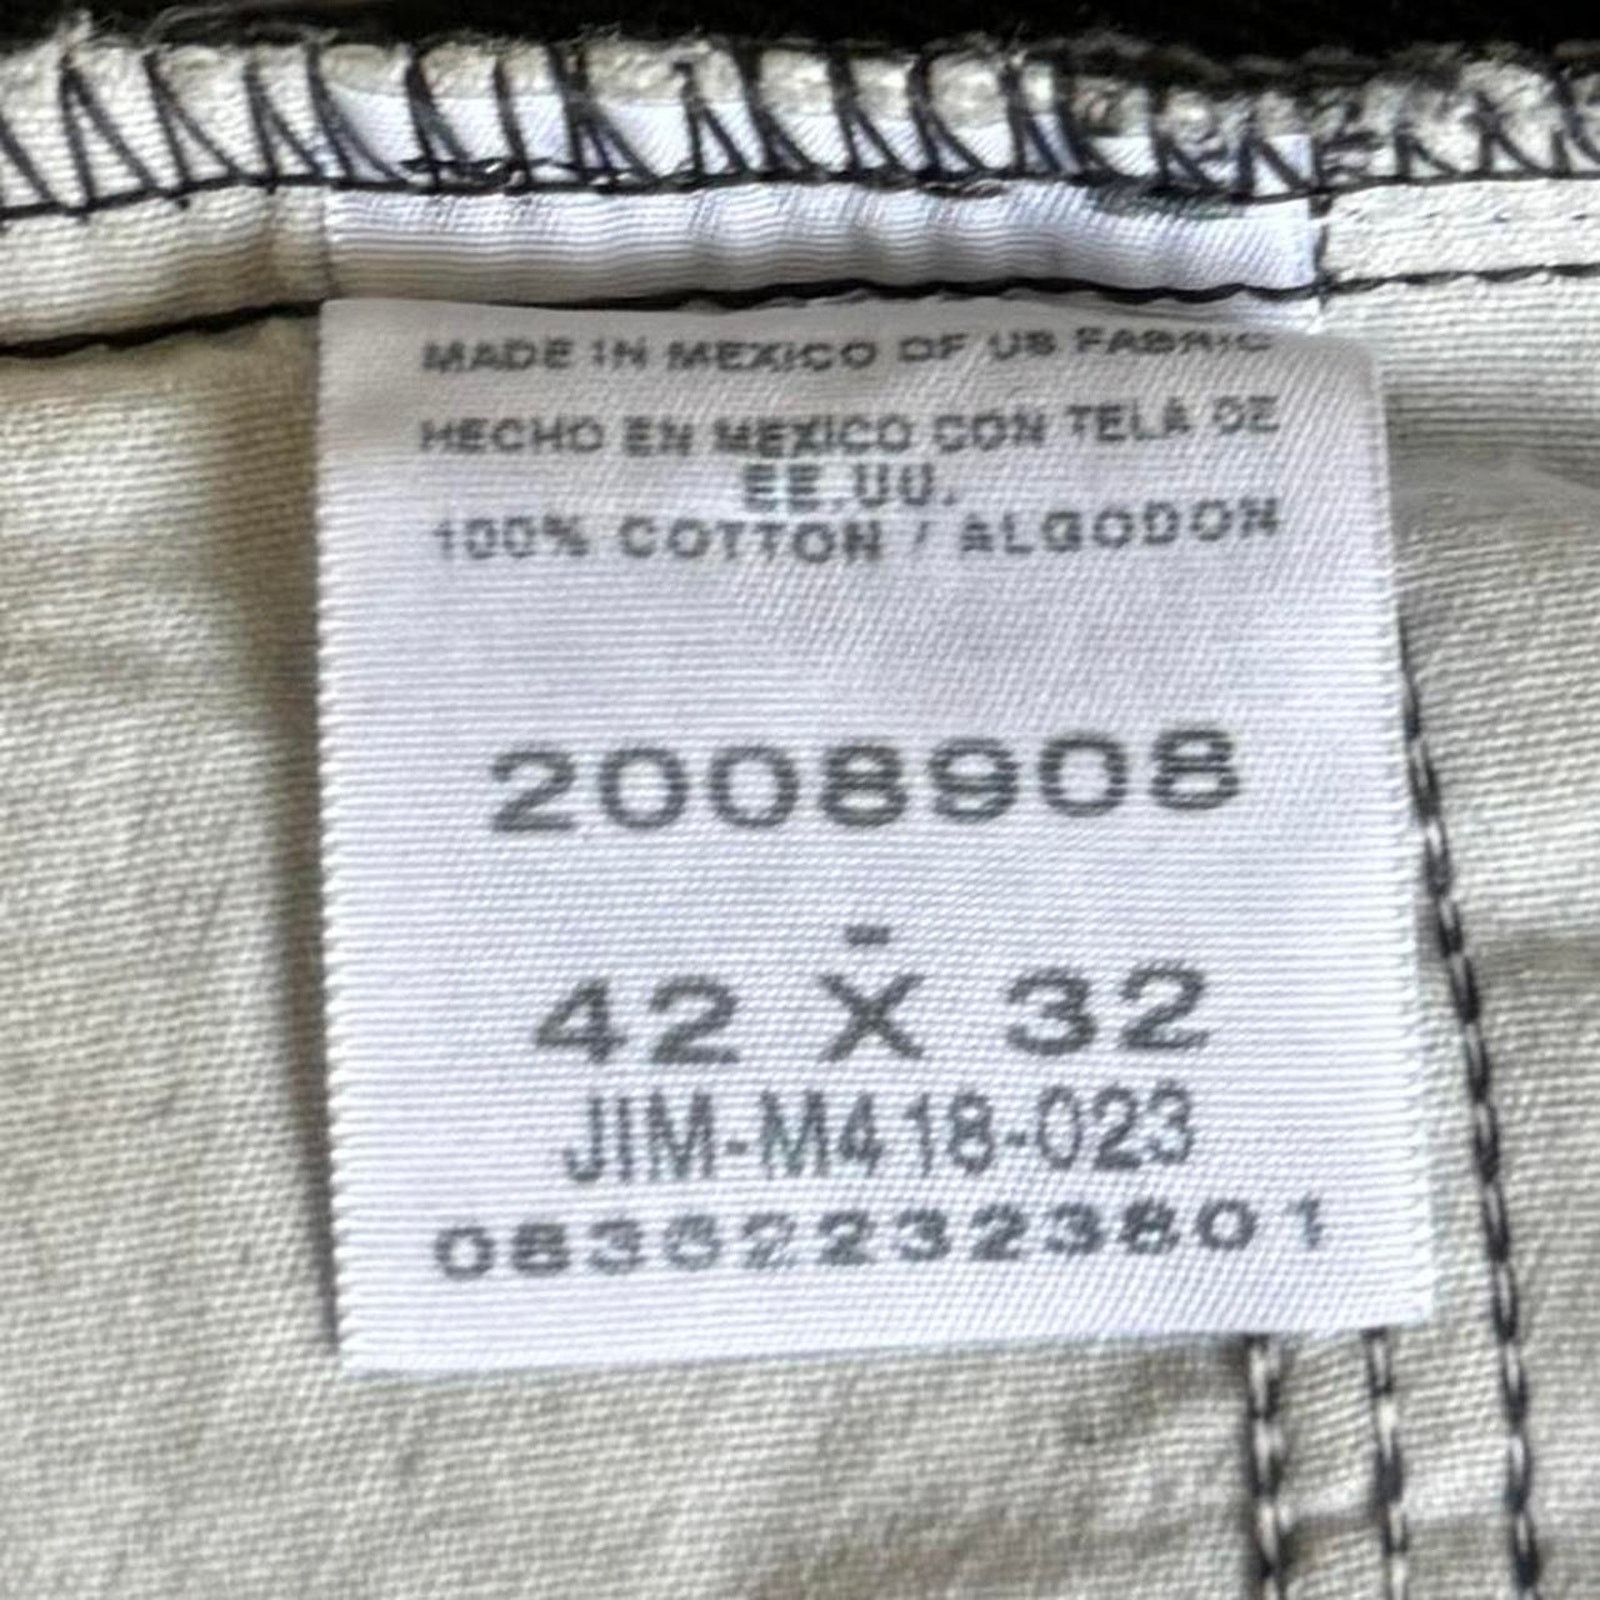 MADE IN MEXICO OF US FABRIC
HECHO EN MEXICO CON TELA DE
EE.UU.
100% COTTON / ALGODON
2008908
-
42 X 32
JIM-M418-023